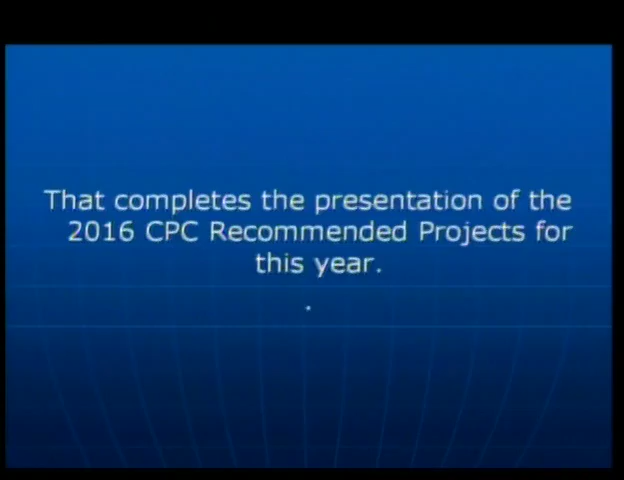 That completes the presentation of the
2016 CPC Recommended Projects for
this year.
.